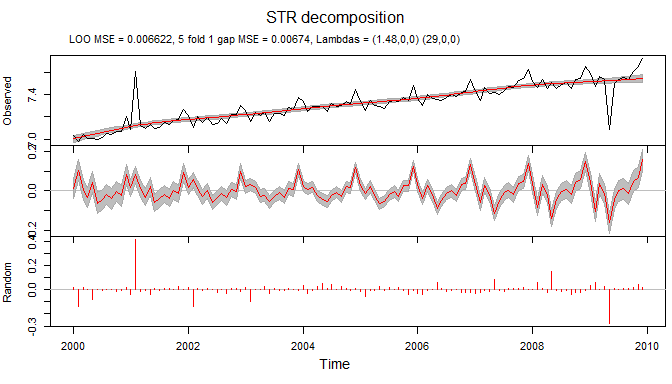 STR decomposition
LOO MSE = 0.006622, 5 fold 1 gap MSE = 0.00674, Lambdas = (1.48,0,0) (29,0,0)
Observed
7.4
7.0
0.2
0.0
-0.2
0.4
0.2
0.0
-0.3
Random
2000 2002 2004 2006 2008 2010
Time